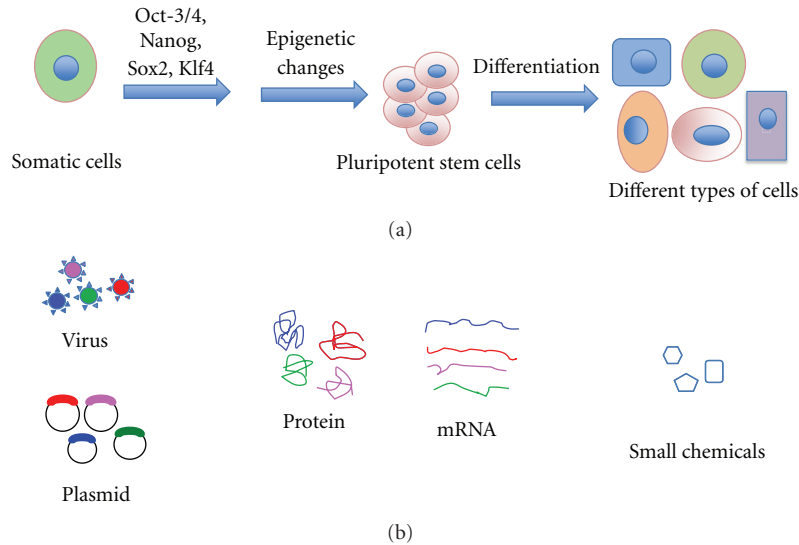 Oct-3/4,
Nanog,
Sox2, Klf4
Epigenetic
changes
Differentiation
Somatic cells
Pluripotent stem cells
Different types of cells
(a)
Virus
Protein
mRNA
Small chemicals
Plasmid
(b)